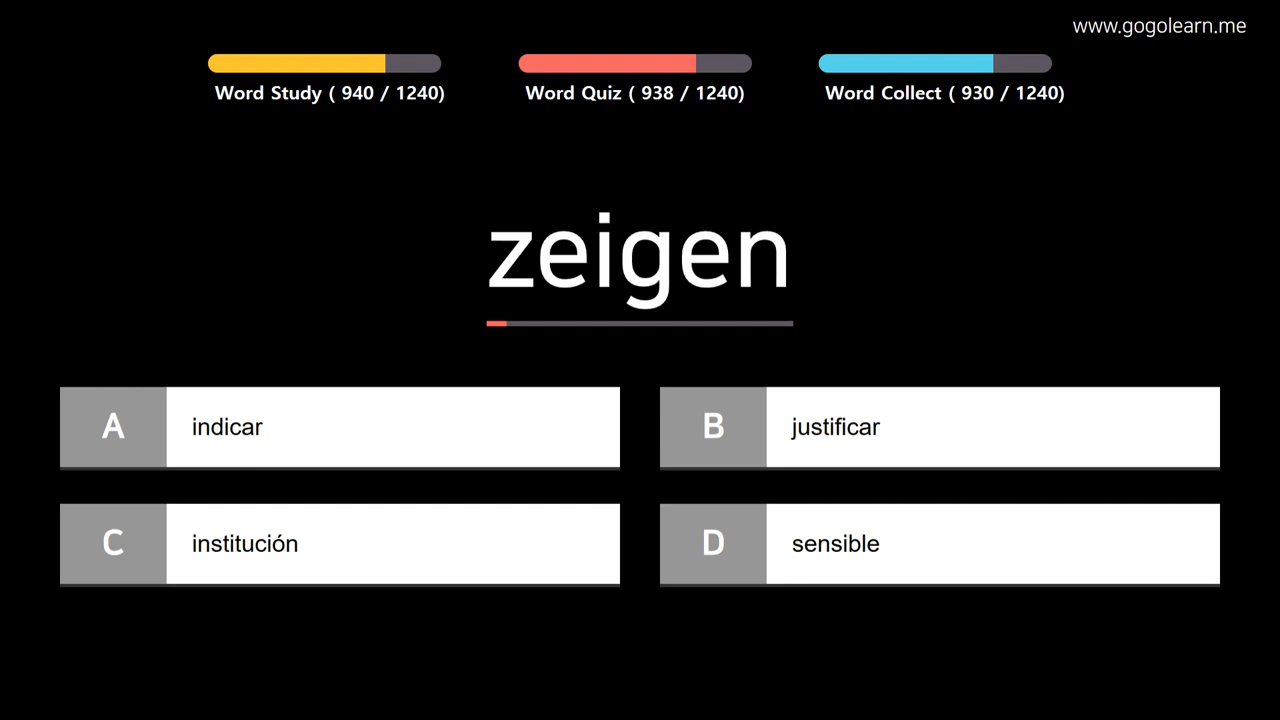 www.gogolearn.me
Word Study ( 940 / 1240)
Word Quiz ( 938 / 1240)
Word Collect ( 930 / 1240)
zeigen
A indicar
B justificar
C institución
D sensible